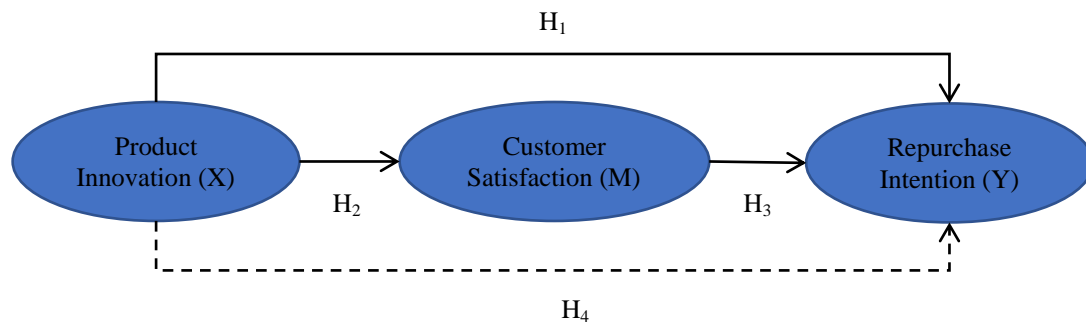 H₁
Product
Innovation (X)
Customer
Satisfaction (M)
Repurchase
Intention (Y)
H₂
H₃
H₄